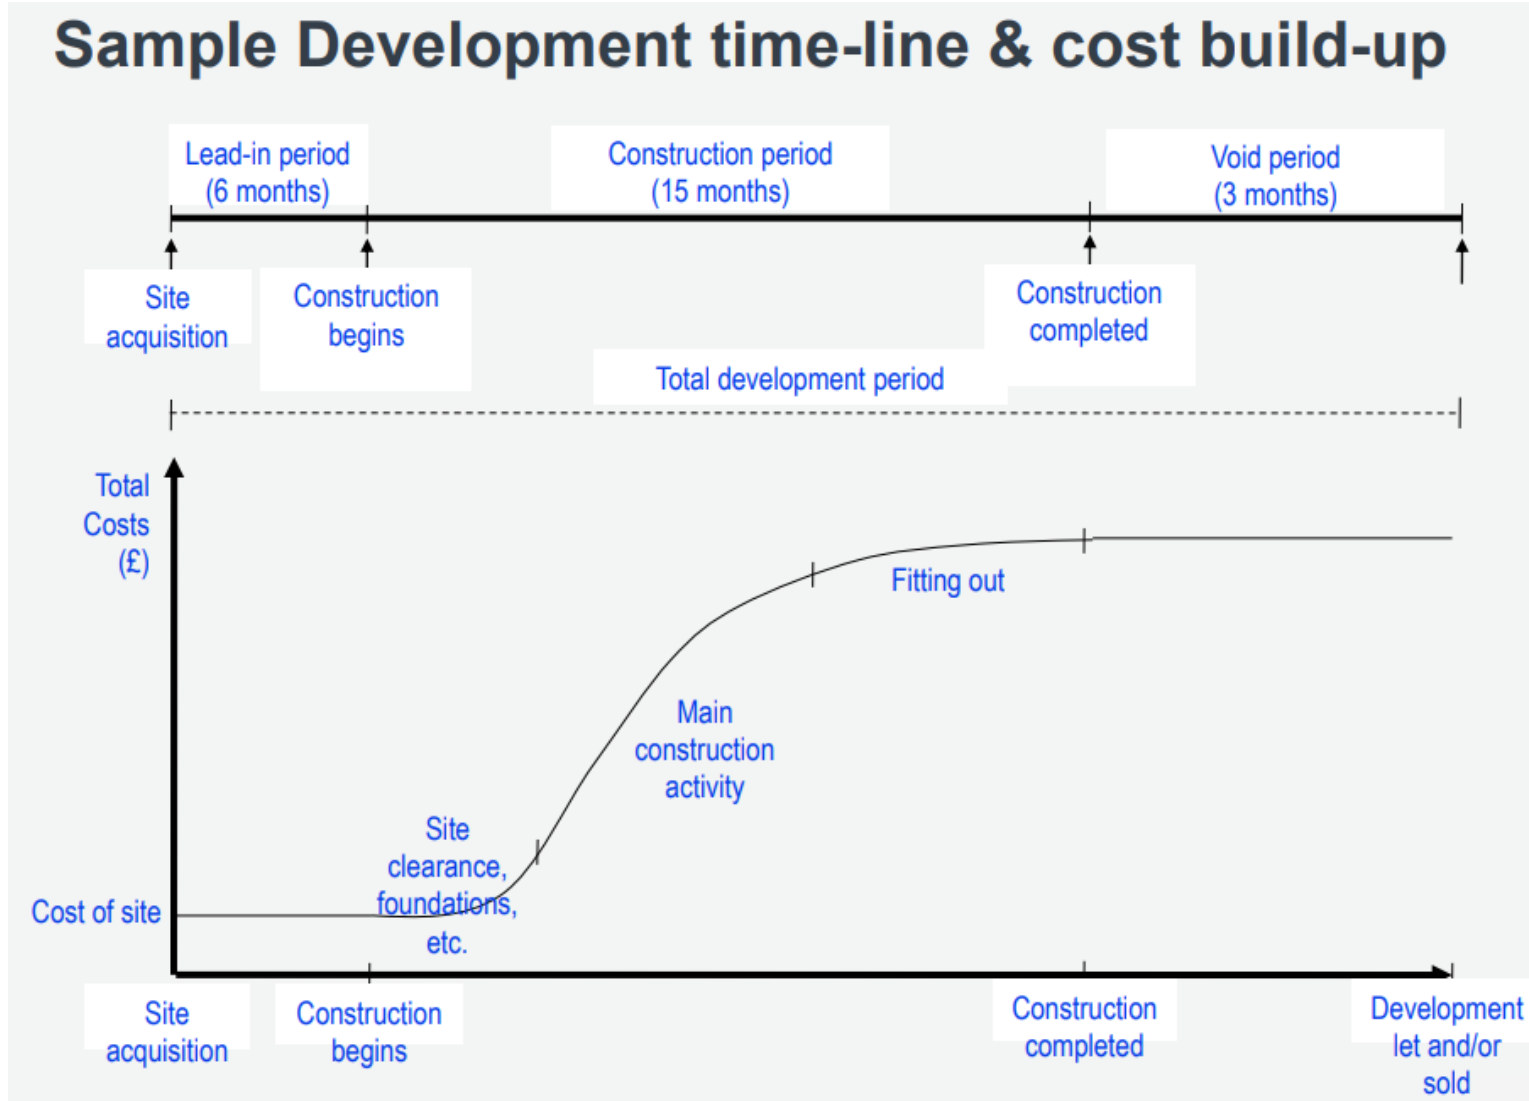 Sample Development time-line & cost build-up
Lead-in period
(6 months)
Construction period
(15 months)
Void period
(3 months)
Site
acquisition
Construction
begins
Construction
completed
Total development period
Total
Costs
(£)
Fitting out
Main
construction
activity
Site
clearance,
foundations,
etc.
Cost of site
Site
acquisition
Construction
begins
Construction
completed
Development
let and/or
sold